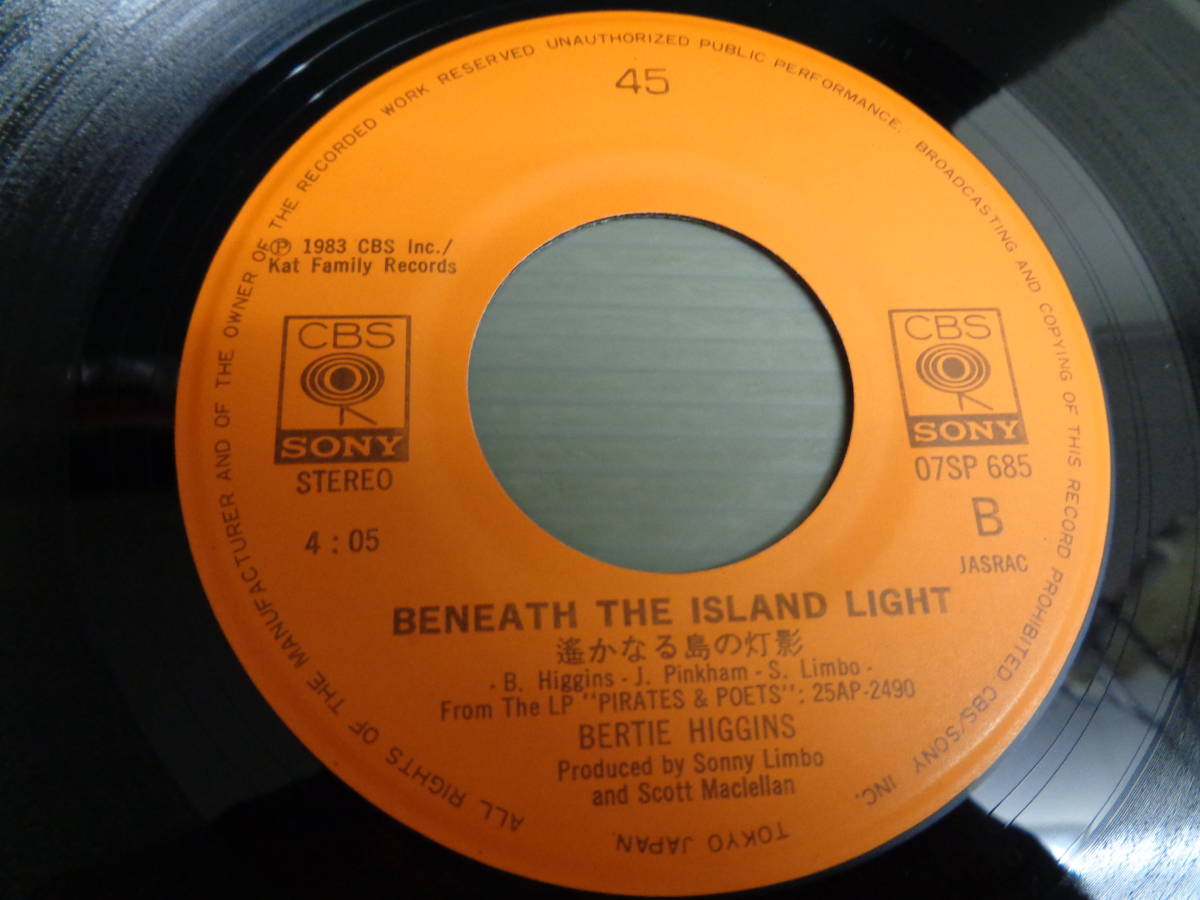 45
ALL RIGHTS OF THE MANUFACTURER AND OF THE OWNER OF THE RECORDED WORK RESERVED UNAUTHORIZED PUBLIC PERFORMANCE. BROADCASTING AND COPYING OF THIS RECORD PROHIBITED CBS/SONY INC.
TOKYO JAPAN.
Ⓟ 1983 CBS Inc./
Kat Family Records
CBS
SONY
STEREO
4 : 05
CBS
SONY
07SP 685
B
JASRAC
BENEATH THE ISLAND LIGHT
遙かなる島の灯影
- B. Higgins - J. Pinkham - S. Limbo -
From The LP "PIRATES & POETS" : 25AP-2490
BERTIE HIGGINS
Produced by Sonny Limbo
and Scott Maclellan